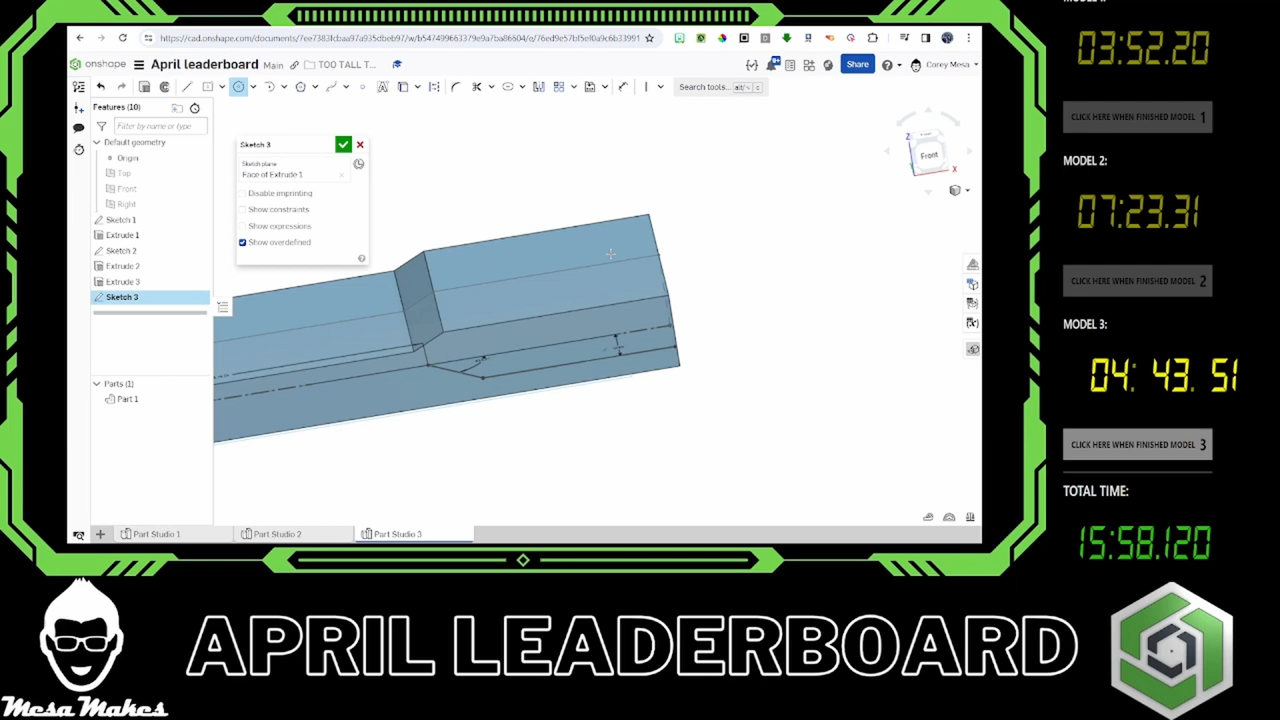 https://cad.onshape.com/documents/7ee7383fcbaa97a935dbeb97/w/b547499663379e9a7ba86604/e/76ed9e57bf5ef0a9c6b33991
onshape April leaderboard Main TOO TALL T... Share Corey Mesa
Search tools... alt/⌥ c
Features (10)
Filter by name or type
Default geometry
Origin
Top
Front
Right
Sketch 1
Extrude 1
Sketch 2
Extrude 2
Extrude 3
Sketch 3
Parts (1)
Part 1
Sketch 3
Sketch plane
Face of Extrude 1
Disable imprinting
Show constraints
Show expressions
Show overdefined
Z
Front
X
Part Studio 1
Part Studio 2
Part Studio 3
03:52.20
CLICK HERE WHEN FINISHED MODEL 1
MODEL 2:
07:23.31
CLICK HERE WHEN FINISHED MODEL 2
MODEL 3:
04: 43. 51
CLICK HERE WHEN FINISHED MODEL 3
TOTAL TIME:
15:58.120
APRIL LEADERBOARD
Mesa Makes